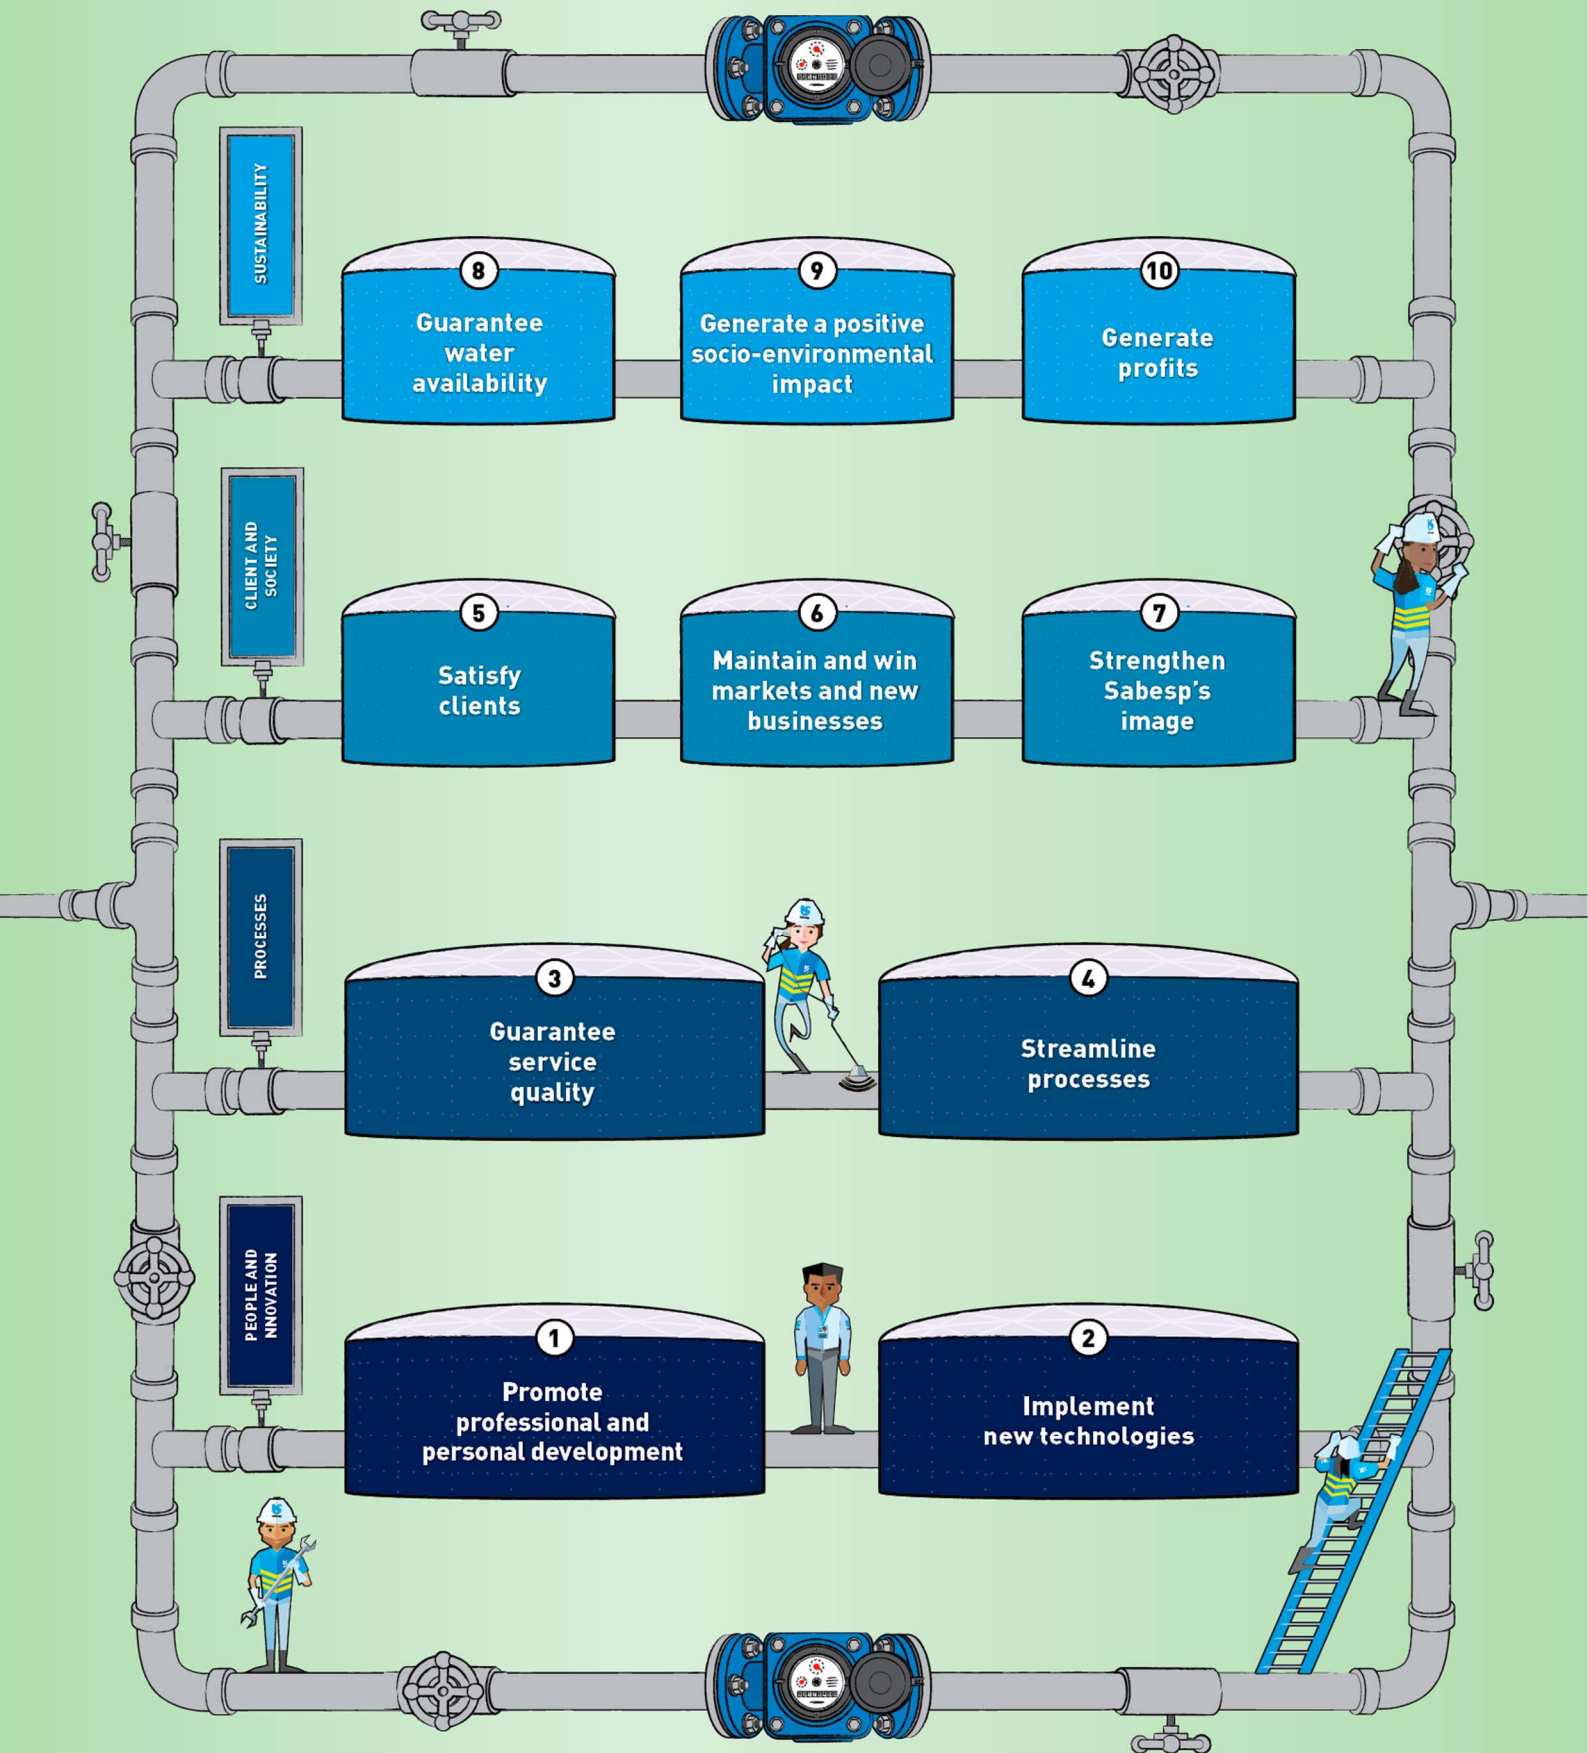 SUSTAINABILITY
8
Guarantee
water
availability
9
Generate a positive
socio-environmental
impact
10
Generate
profits
CLIENT AND
SOCIETY
5
Satisfy
clients
6
Maintain and win
markets and new
businesses
7
Strengthen
Sabesp's
image
PROCESSES
3
Guarantee
service
quality
4
Streamline
processes
PEOPLE AND
NNOVATION
1
Promote
professional and
personal development
2
Implement
new technologies